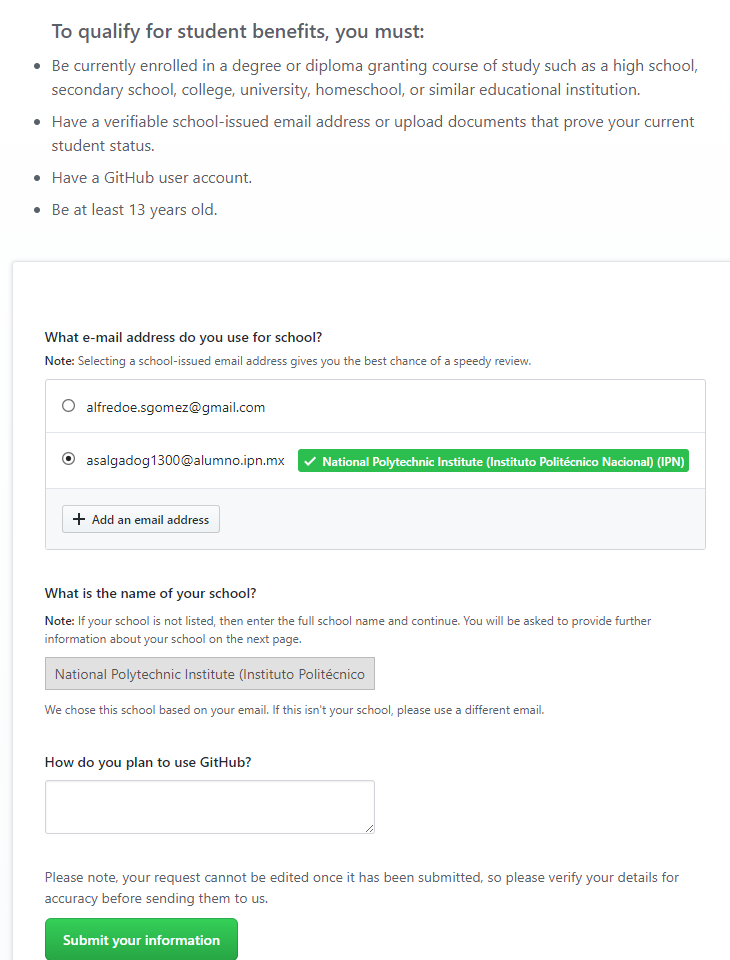 To qualify for student benefits, you must:
Be currently enrolled in a degree or diploma granting course of study such as a high school,
secondary school, college, university, homeschool, or similar educational institution.
Have a verifiable school-issued email address or upload documents that prove your current
student status.
Have a GitHub user account.
Be at least 13 years old.
What e-mail address do you use for school?
Note: Selecting a school-issued email address gives you the best chance of a speedy review.
alfredoe.sgomez@gmail.com
asalgadog1300@alumno.ipn.mx National Polytechnic Institute (Instituto Politécnico Nacional) (IPN)
Add an email address
What is the name of your school?
Note: If your school is not listed, then enter the full school name and continue. You will be asked to provide further
information about your school on the next page.
National Polytechnic Institute (Instituto Politécnico
We chose this school based on your email. If this isn't your school, please use a different email.
How do you plan to use GitHub?
Please note, your request cannot be edited once it has been submitted, so please verify your details for
accuracy before sending them to us.
Submit your information